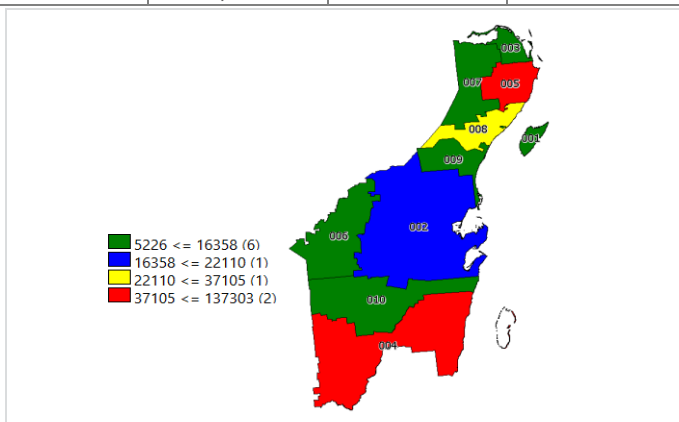 003
007
005
008
001
009
006
002
5226 <= 16358 (6)
16358 <= 22110 (1)
22110 <= 37105 (1)
37105 <= 137303 (2)
010
004